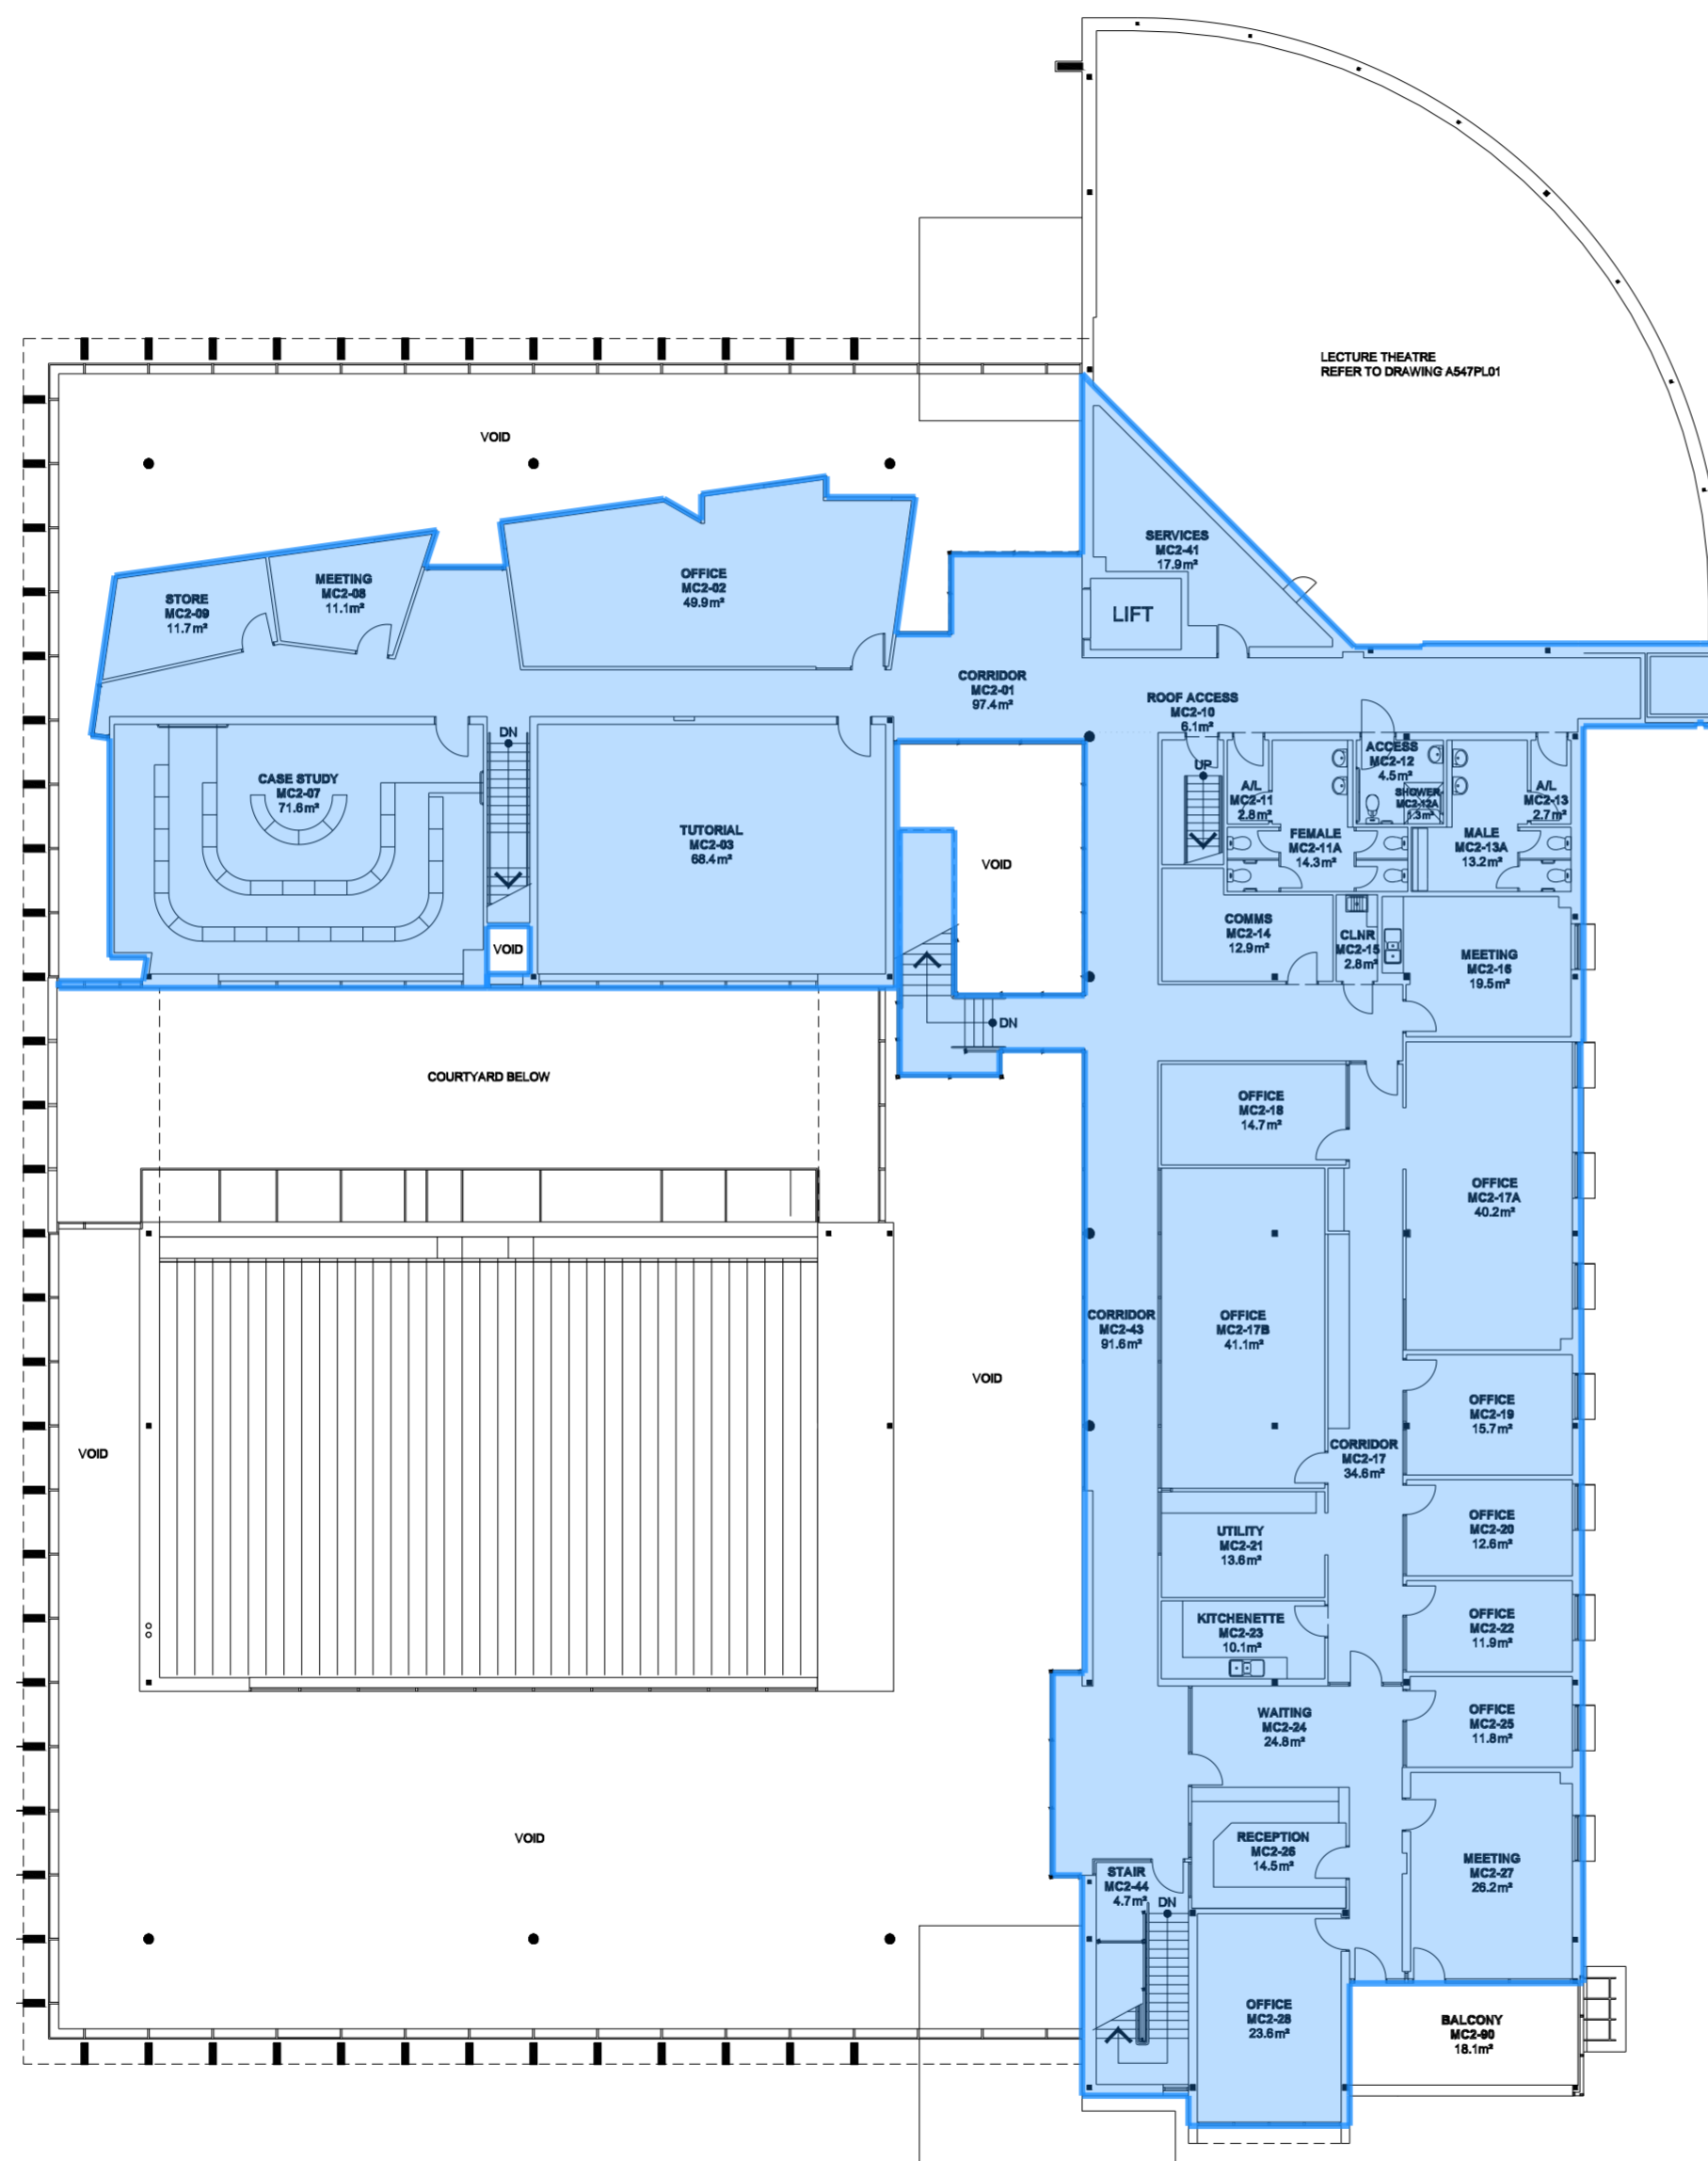 LECTURE THEATRE
REFER TO DRAWING A547PL01
VOID
SERVICES
MC2-41
17.9m²
LIFT
STORE
MC2-09
11.7m²
MEETING
MC2-08
11.1m²
OFFICE
MC2-02
49.9m²
CORRIDOR
MC2-01
97.4m²
ROOF ACCESS
MC2-10
6.1m²
DN
UP
CASE STUDY
MC2-07
71.6m²
TUTORIAL
MC2-03
68.4m²
VOID
VOID
A/L
MC2-11
2.8m²
ACCESS
MC2-12
4.5m²
SHOWER
MC2-12A
1.3m²
A/L
MC2-13
2.7m²
FEMALE
MC2-11A
14.3m²
MALE
MC2-13A
13.2m²
COMMS
MC2-14
12.9m²
CLNR
MC2-15
2.8m²
MEETING
MC2-16
19.5m²
DN
COURTYARD BELOW
OFFICE
MC2-18
14.7m²
OFFICE
MC2-17A
40.2m²
CORRIDOR
MC2-43
91.6m²
OFFICE
MC2-17B
41.1m²
VOID
VOID
OFFICE
MC2-19
15.7m²
CORRIDOR
MC2-17
34.6m²
UTILITY
MC2-21
13.6m²
OFFICE
MC2-20
12.6m²
KITCHENETTE
MC2-23
10.1m²
OFFICE
MC2-22
11.9m²
WAITING
MC2-24
24.8m²
OFFICE
MC2-25
11.8m²
VOID
RECEPTION
MC2-26
14.5m²
MEETING
MC2-27
26.2m²
STAIR
MC2-44
4.7m²
DN
OFFICE
MC2-28
23.6m²
BALCONY
MC2-90
18.1m²